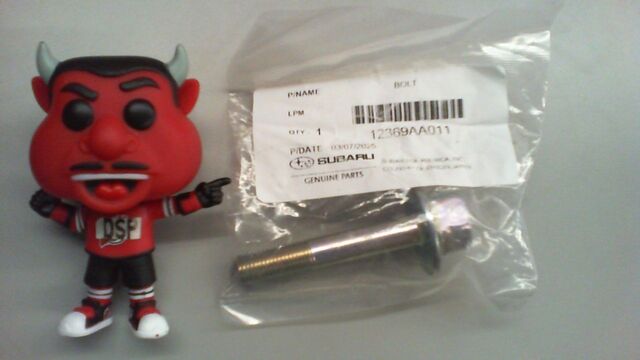 P/NAME BOLT
LPM
QTY 1 12369AA011
P/DATE 03/07/2025
SUBARU
GENUINE PARTS
DSF